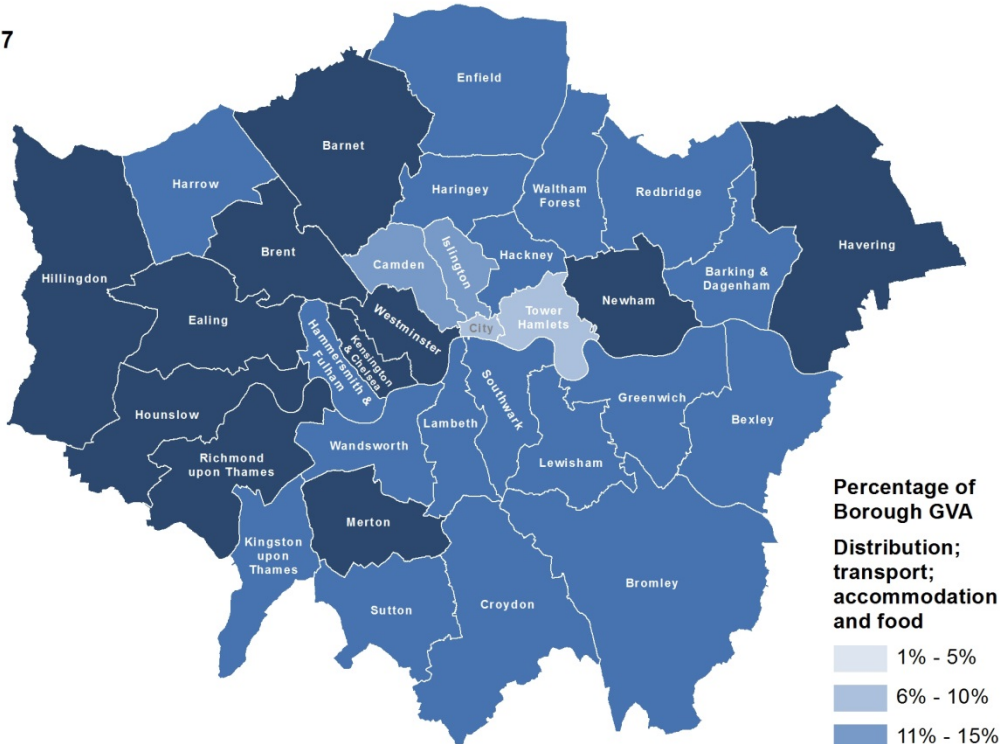 7
Enfield
Barnet
Harrow
Haringey
Waltham
Forest
Redbridge
Havering
Brent
Hillingdon
Camden
Islington
Hackney
Barking &
Dagenham
Newham
Ealing
Westminster
City
Tower
Hamlets
Hammersmith &
Fulham
Kensington
& Chelsea
Southwark
Greenwich
Hounslow
Bexley
Lambeth
Wandsworth
Richmond
upon Thames
Lewisham
Merton
Kingston
upon
Thames
Bromley
Sutton
Croydon
Percentage of
Borough GVA
Distribution;
transport;
accommodation
and food
1% - 5%
6% - 10%
11% - 15%